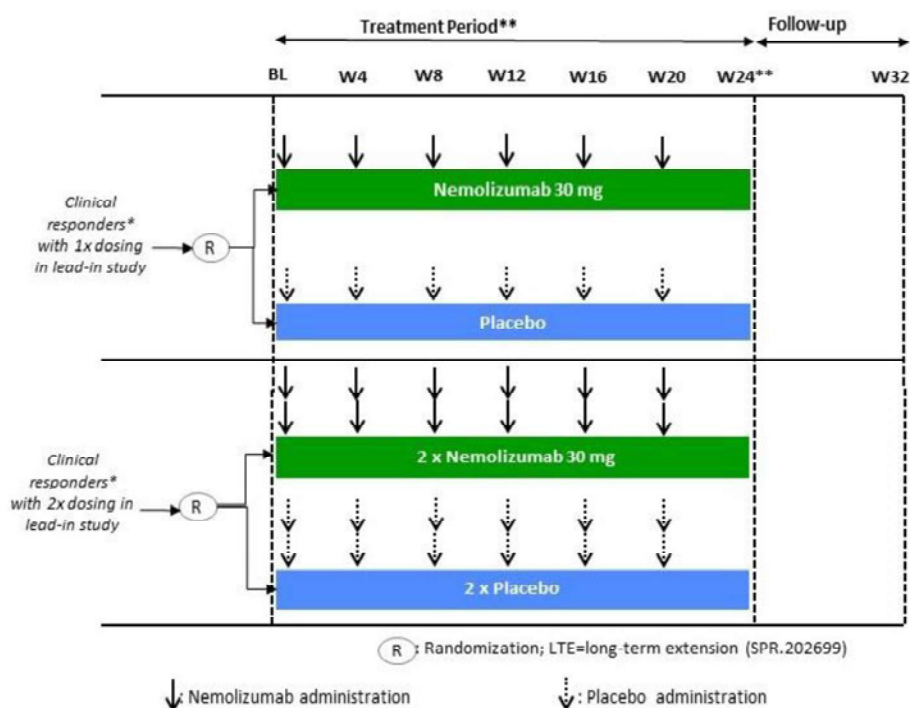 Treatment Period** Follow-up
BL W4 W8 W12 W16 W20 W24** W32
Nemolizumab 30 mg
Clinical
responders*
with 1x dosing
in lead-in study
R
Placebo
2 x Nemolizumab 30 mg
Clinical
responders*
with 2x dosing in
lead-in study
R
2 x Placebo
R : Randomization; LTE=long-term extension (SPR.202699)
: Nemolizumab administration : Placebo administration